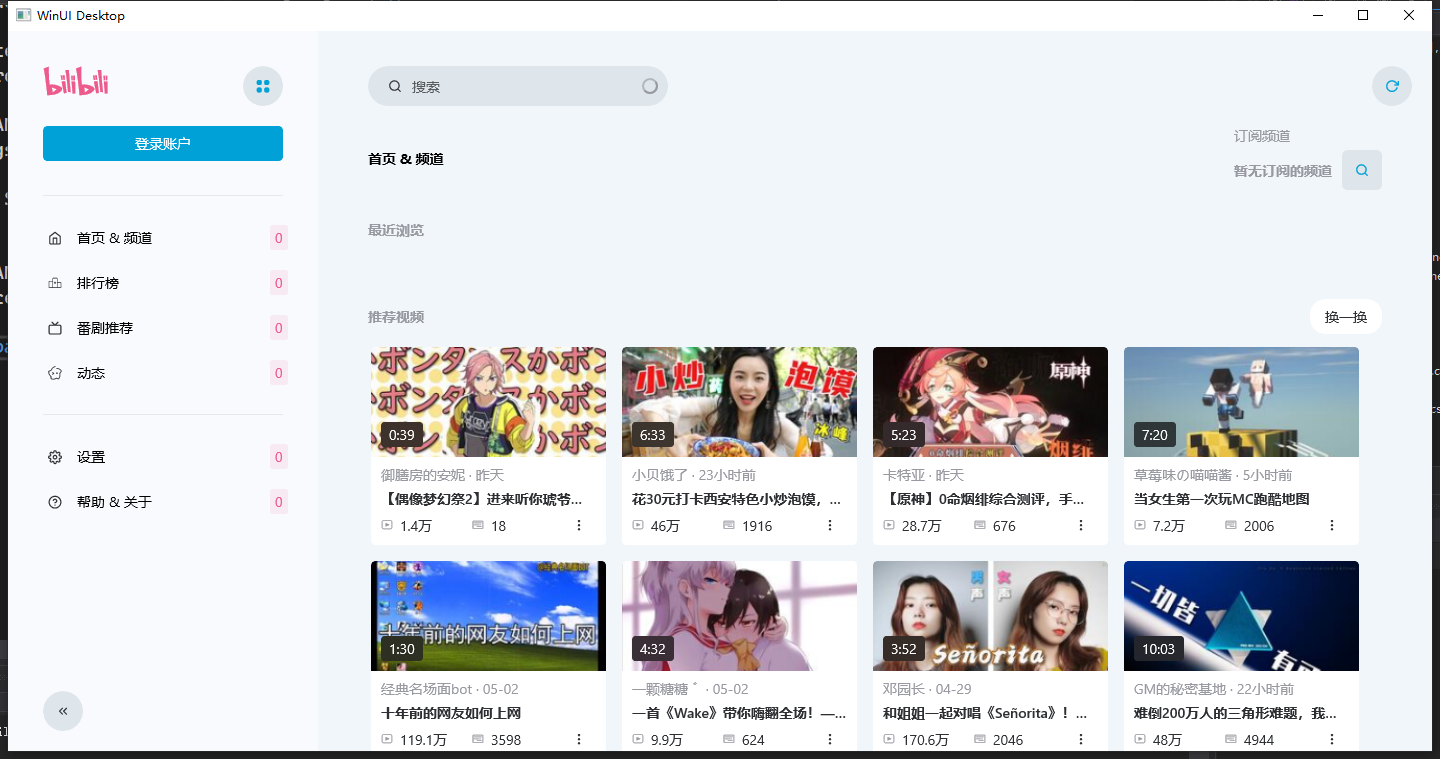 WinUI Desktop
bilibili
登录账户
首页 & 频道
0
排行榜
0
番剧推荐
0
动态
0
设置
0
帮助 & 关于
0
搜索
首页 & 频道
订阅频道
暂无订阅的频道
最近浏览
推荐视频
换一换
0:39
御膳房的安妮 · 昨天
【偶像梦幻祭2】进来听你琥爷...
1.4万 18
小炒 泡馍
冰峰
6:33
小贝饿了 · 23小时前
花30元打卡西安特色小炒泡馍，...
46万 1916
原神
5:23
卡特亚 · 昨天
【原神】0命烟绯综合测评，手...
28.7万 676
7:20
草莓味の喵喵酱 · 5小时前
当女生第一次玩MC跑酷地图
7.2万 2006
十年前的网友如何上网
1:30
经典名场面bot · 05-02
十年前的网友如何上网
119.1万 3598
4:32
一颗糖糖゜ · 05-02
一首《Wake》带你嗨翻全场！—...
9.9万 624
男声 女声
Señorita
3:52
邓园长 · 04-29
和姐姐一起对唱《Señorita》！...
170.6万 2046
一切皆
有可
10:03
GM的秘密基地 · 22小时前
难倒200万人的三角形难题，我...
48万 4944